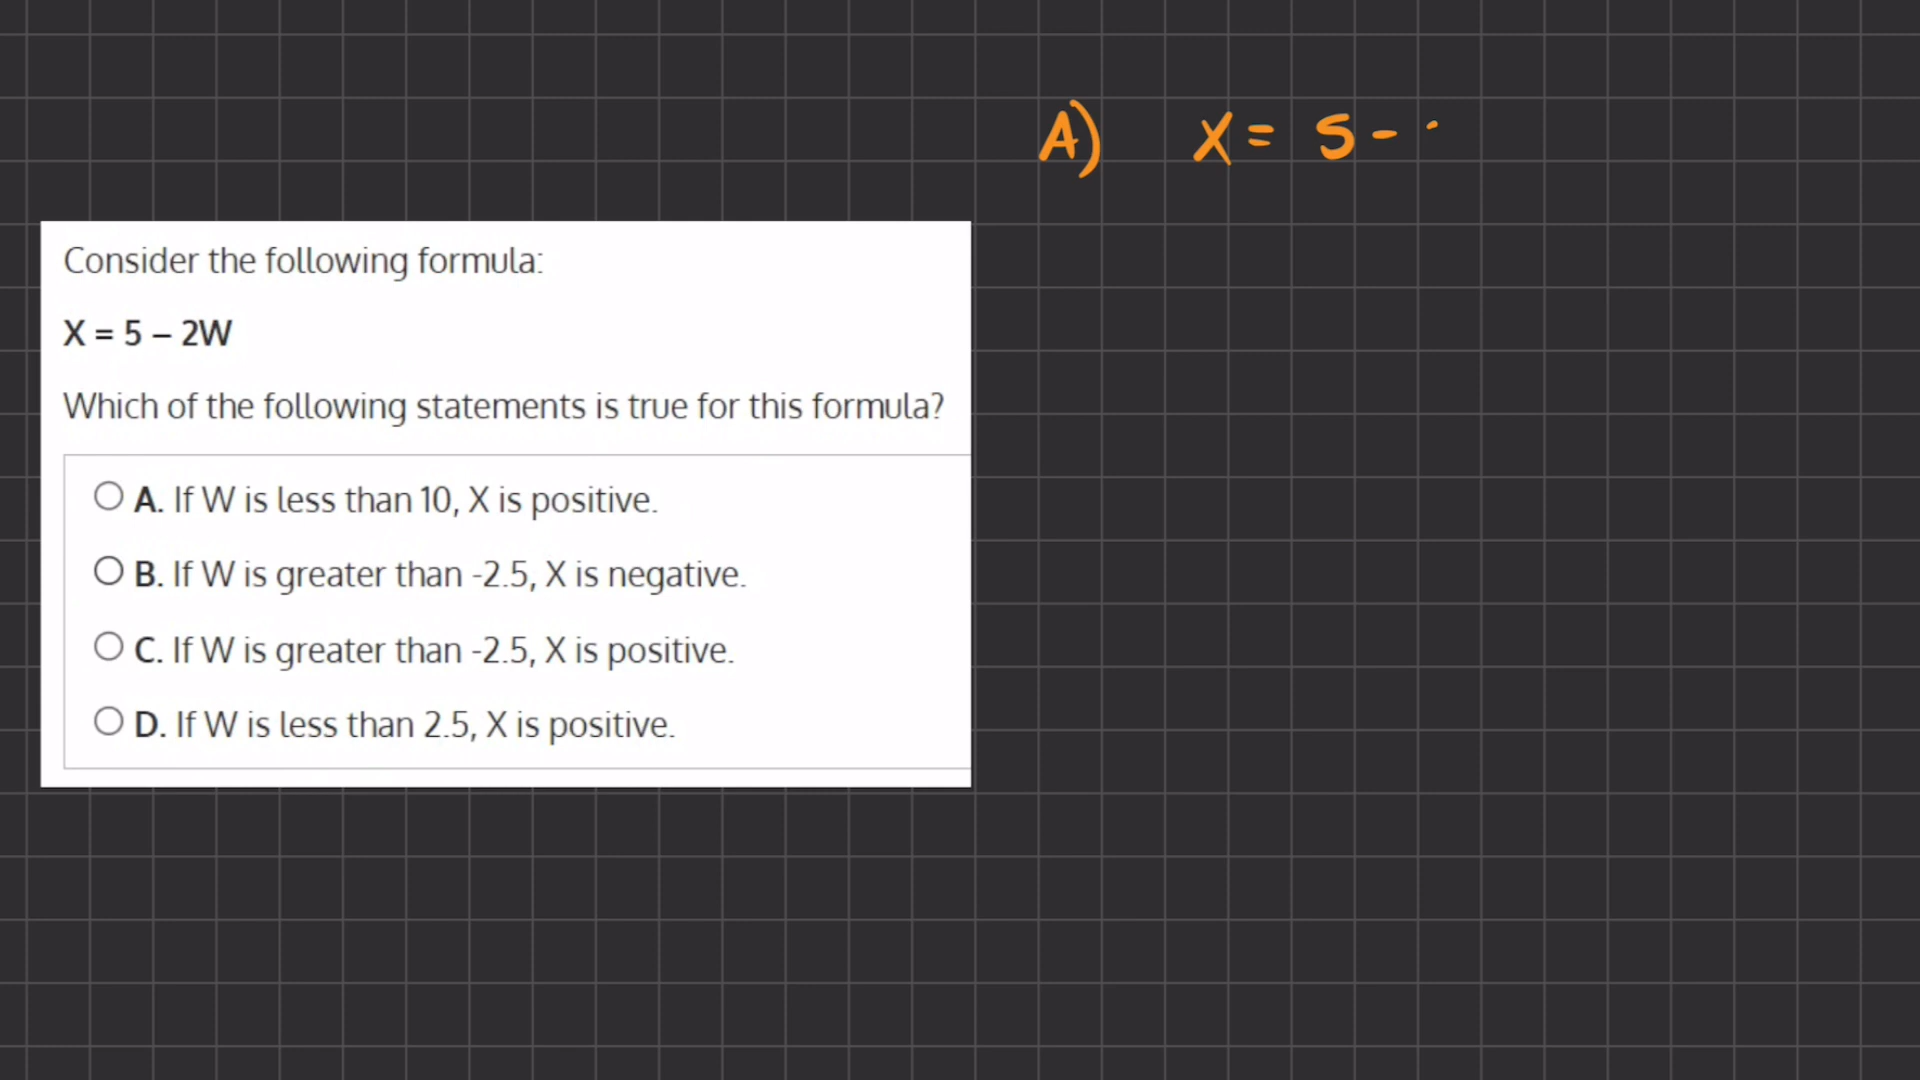 A) X = 5 -
Consider the following formula:
X = 5 – 2W
Which of the following statements is true for this formula?
A. If W is less than 10, X is positive.
B. If W is greater than -2.5, X is negative.
C. If W is greater than -2.5, X is positive.
D. If W is less than 2.5, X is positive.